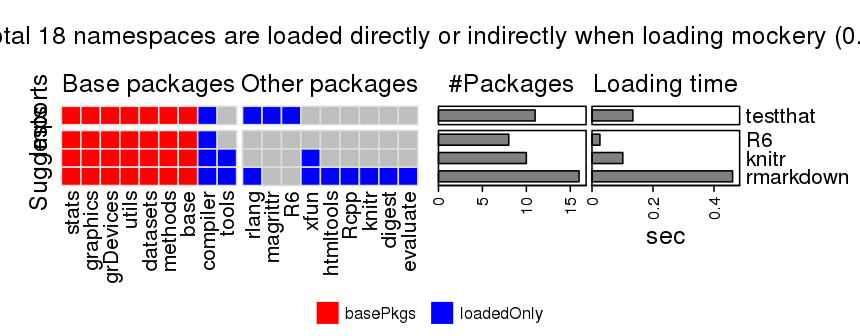 otal 18 namespaces are loaded directly or indirectly when loading mockery (0.
Base packages
Other packages
#Packages
Loading time
Imports
Suggests
testthat
R6
knitr
rmarkdown
stats
graphics
grDevices
utils
datasets
methods
base
compiler
tools
rlang
magrittr
R6
xfun
htmltools
Rcpp
knitr
digest
evaluate
0
5
10
15
0
0.2
0.4
sec
basePkgs
loadedOnly